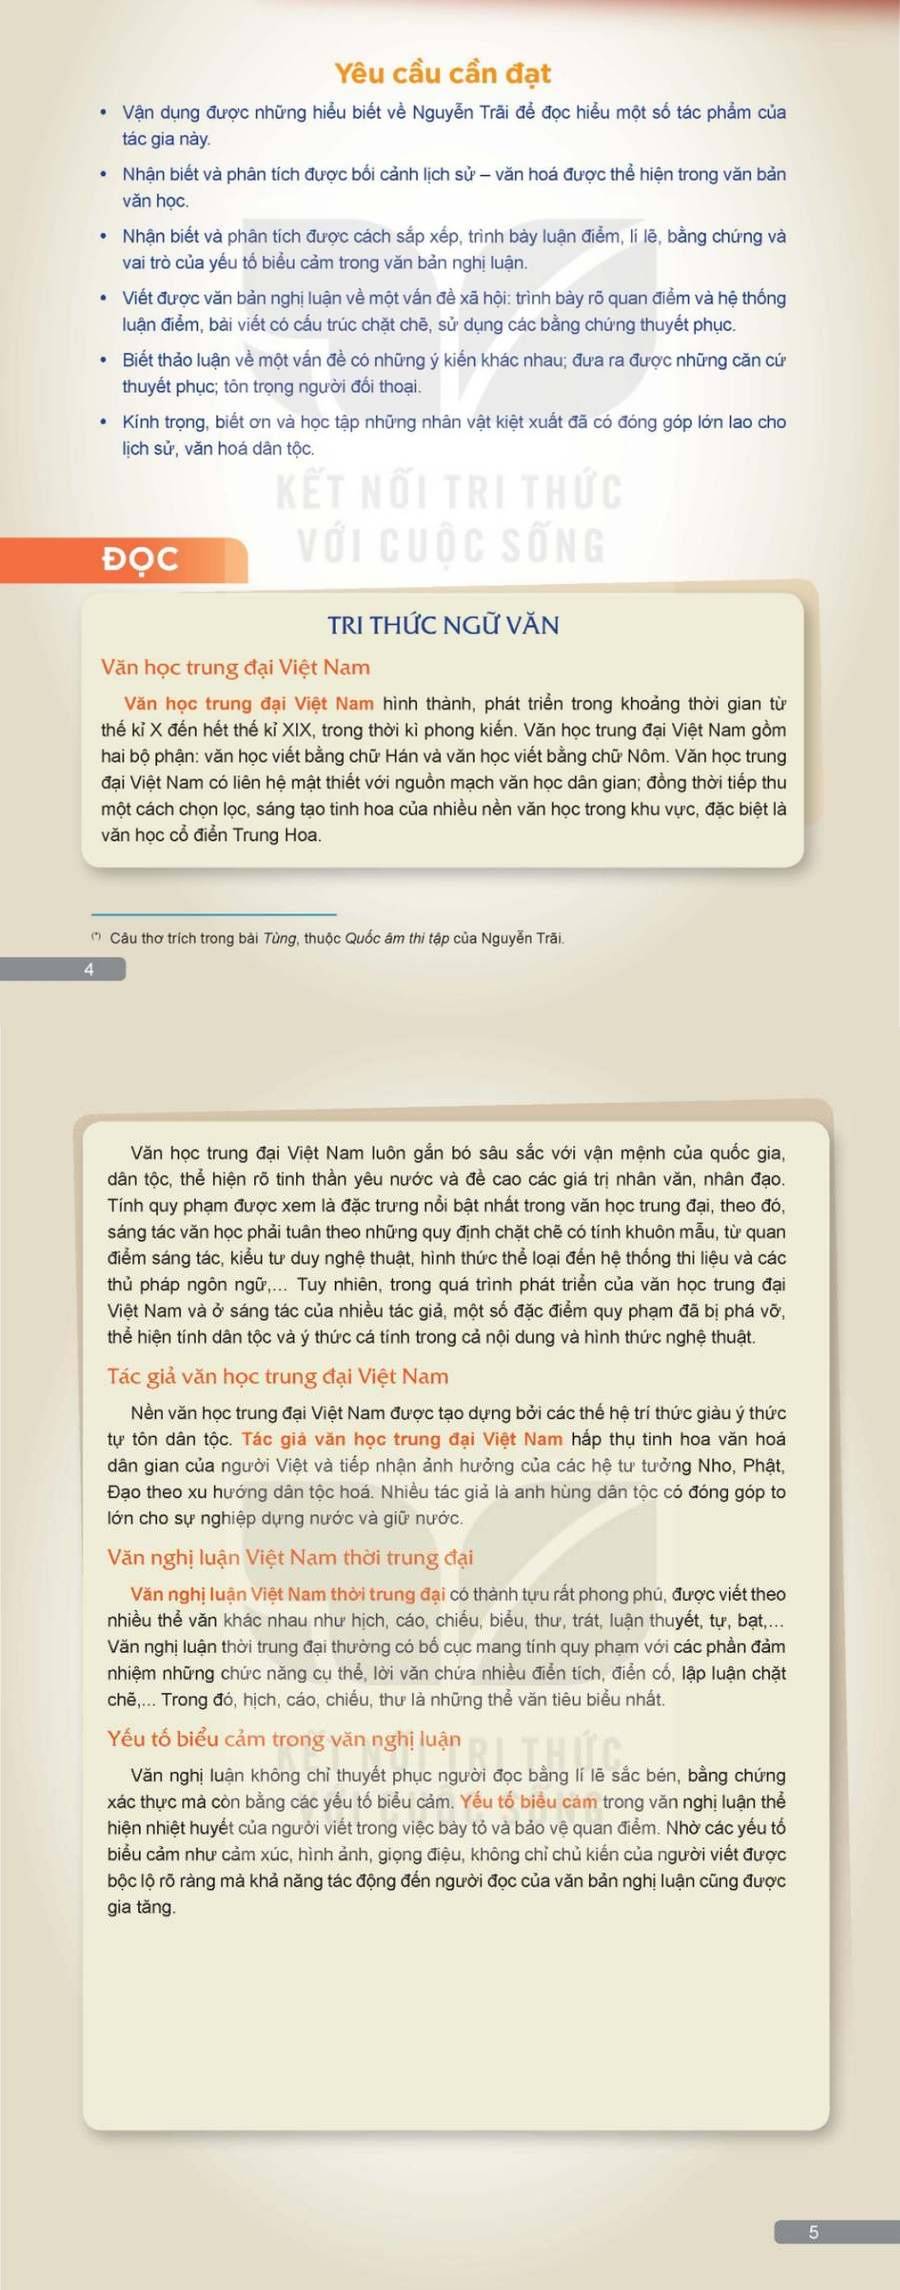 Yêu cầu cần đạt
• Vận dụng được những hiểu biết về Nguyễn Trãi để đọc hiểu một số tác phẩm của
tác gia này.
• Nhận biết và phân tích được bối cảnh lịch sử – văn hoá được thể hiện trong văn bản
văn học.
• Nhận biết và phân tích được cách sắp xếp, trình bày luận điểm, lí lẽ, bằng chứng và
vai trò của yếu tố biểu cảm trong văn bản nghị luận.
• Viết được văn bản nghị luận về một vấn đề xã hội: trình bày rõ quan điểm và hệ thống
luận điểm, bài viết có cấu trúc chặt chẽ, sử dụng các bằng chứng thuyết phục.
• Biết thảo luận về một vấn đề có những ý kiến khác nhau; đưa ra được những căn cứ
thuyết phục; tôn trọng người đối thoại.
• Kính trọng, biết ơn và học tập những nhân vật kiệt xuất đã có đóng góp lớn lao cho
lịch sử, văn hoá dân tộc.
KẾT NỐI TRI THỨC
VỚI CUỘC SỐNG
ĐỌC
TRI THỨC NGỮ VĂN
Văn học trung đại Việt Nam
Văn học trung đại Việt Nam hình thành, phát triển trong khoảng thời gian từ
thế kỉ X đến hết thế kỉ XIX, trong thời kì phong kiến. Văn học trung đại Việt Nam gồm
hai bộ phận: văn học viết bằng chữ Hán và văn học viết bằng chữ Nôm. Văn học trung
đại Việt Nam có liên hệ mật thiết với nguồn mạch văn học dân gian; đồng thời tiếp thu
một cách chọn lọc, sáng tạo tinh hoa của nhiều nền văn học trong khu vực, đặc biệt là
văn học cổ điển Trung Hoa.
(*) Câu thơ trích trong bài Tùng, thuộc Quốc âm thi tập của Nguyễn Trãi.
4
Văn học trung đại Việt Nam luôn gắn bó sâu sắc với vận mệnh của quốc gia,
dân tộc, thể hiện rõ tinh thần yêu nước và đề cao các giá trị nhân văn, nhân đạo.
Tính quy phạm được xem là đặc trưng nổi bật nhất trong văn học trung đại, theo đó,
sáng tác văn học phải tuân theo những quy định chặt chẽ có tính khuôn mẫu, từ quan
điểm sáng tác, kiểu tư duy nghệ thuật, hình thức thể loại đến hệ thống thi liệu và các
thủ pháp ngôn ngữ,... Tuy nhiên, trong quá trình phát triển của văn học trung đại
Việt Nam và ở sáng tác của nhiều tác giả, một số đặc điểm quy phạm đã bị phá vỡ,
thể hiện tính dân tộc và ý thức cá tính trong cả nội dung và hình thức nghệ thuật.
Tác giả văn học trung đại Việt Nam
Nền văn học trung đại Việt Nam được tạo dựng bởi các thế hệ trí thức giàu ý thức
tự tôn dân tộc. Tác giả văn học trung đại Việt Nam hấp thụ tinh hoa văn hoá
dân gian của người Việt và tiếp nhận ảnh hưởng của các hệ tư tưởng Nho, Phật,
Đạo theo xu hướng dân tộc hoá. Nhiều tác giả là anh hùng dân tộc có đóng góp to
lớn cho sự nghiệp dựng nước và giữ nước.
Văn nghị luận Việt Nam thời trung đại
Văn nghị luận Việt Nam thời trung đại có thành tựu rất phong phú, được viết theo
nhiều thể văn khác nhau như hịch, cáo, chiếu, biểu, thư, trát, luận thuyết, tự, bạt,...
Văn nghị luận thời trung đại thường có bố cục mang tính quy phạm với các phần đảm
nhiệm những chức năng cụ thể, lời văn chứa nhiều điển tích, điển cố, lập luận chặt
chẽ,... Trong đó, hịch, cáo, chiếu, thư là những thể văn tiêu biểu nhất.
Yếu tố biểu cảm trong văn nghị luận
Văn nghị luận không chỉ thuyết phục người đọc bằng lí lẽ sắc bén, bằng chứng
xác thực mà còn bằng các yếu tố biểu cảm. Yếu tố biểu cảm trong văn nghị luận thể
hiện nhiệt huyết của người viết trong việc bày tỏ và bảo vệ quan điểm. Nhờ các yếu tố
biểu cảm như cảm xúc, hình ảnh, giọng điệu, không chỉ chủ kiến của người viết được
bộc lộ rõ ràng mà khả năng tác động đến người đọc của văn bản nghị luận cũng được
gia tăng.
KẾT NỐI TRI THỨC
VỚI CUỘC SỐNG
5